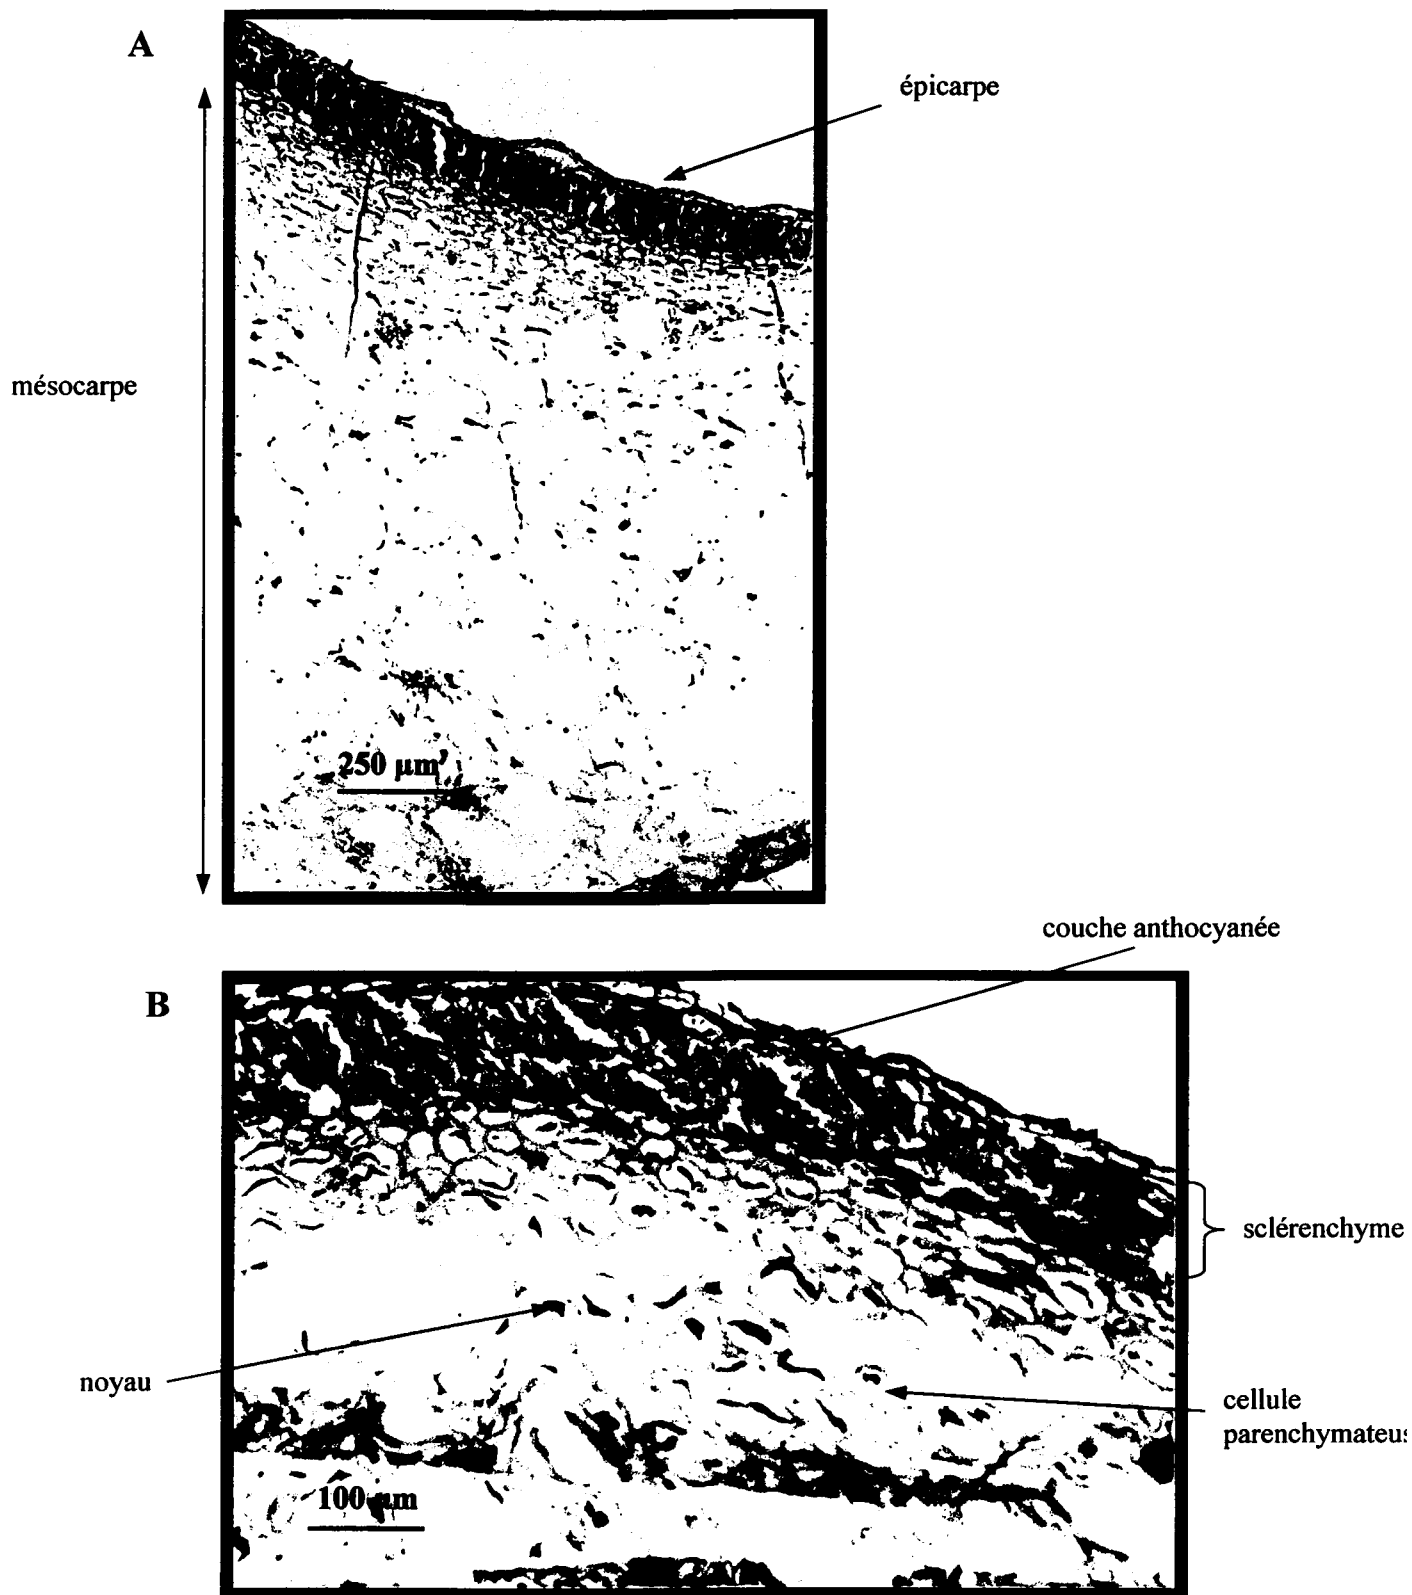 A
épicarpe
mésocarpe
250 µm
couche anthocyanée
B
sclérenchyme
noyau
cellule
parenchymateus
100 µm